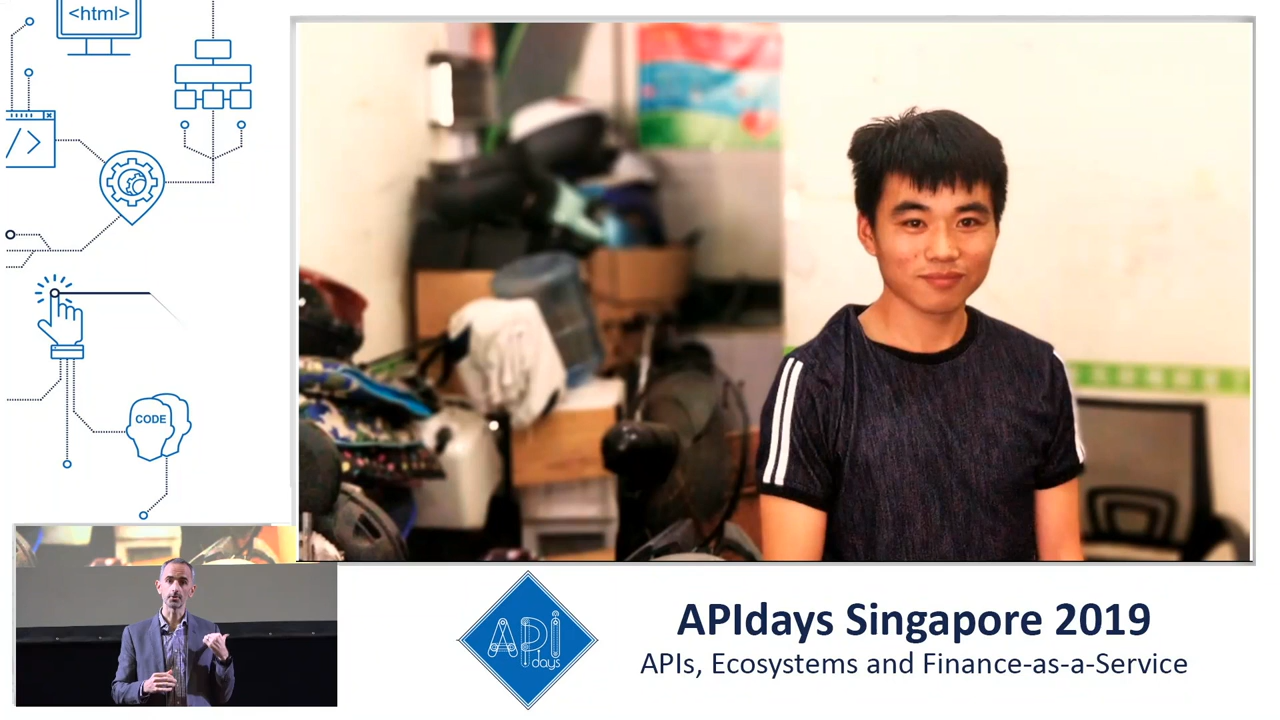 <html>
</>
CODE
API
days
APIdays Singapore 2019
APIs, Ecosystems and Finance-as-a-Service